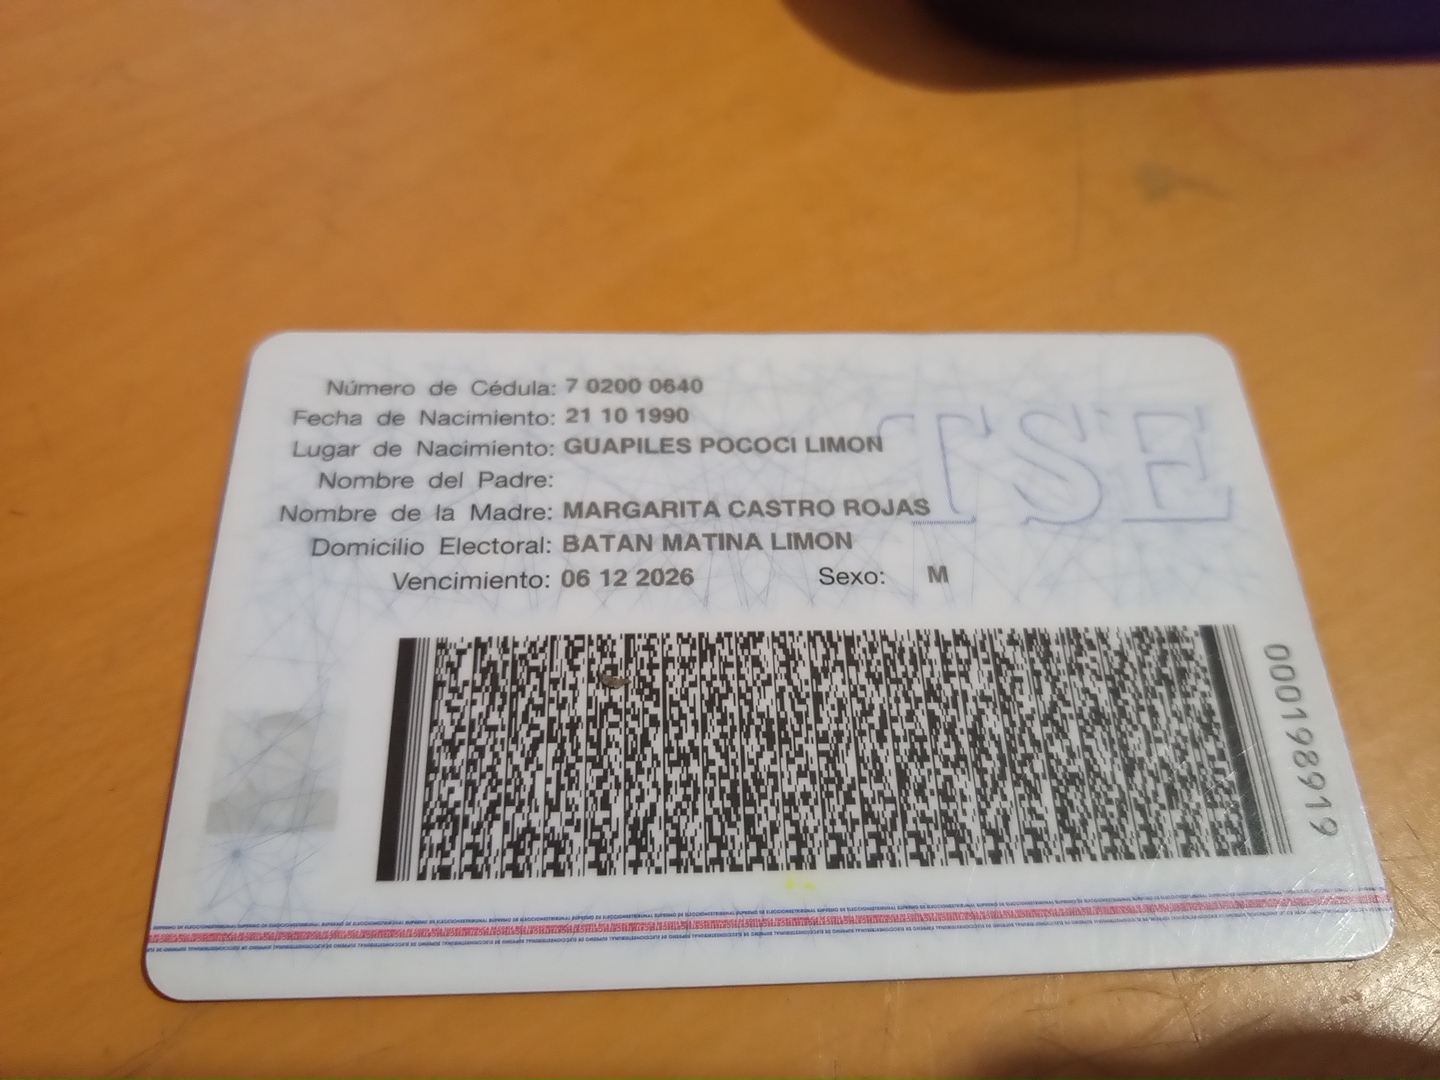 Número de Cédula: 7 0200 0640
Fecha de Nacimiento: 21 10 1990
Lugar de Nacimiento: GUAPILES POCOCI LIMON
Nombre del Padre:
Nombre de la Madre: MARGARITA CASTRO ROJAS
Domicilio Electoral: BATAN MATINA LIMON
Vencimiento: 06 12 2026 Sexo: M
TSE
000198919